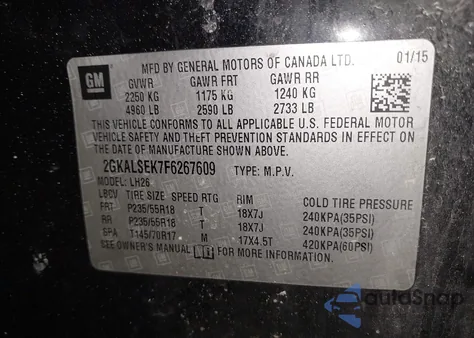 GM
MFD BY GENERAL MOTORS OF CANADA LTD. 01/15
GVWR GAWR FRT GAWR RR
2250 KG 1175 KG 1240 KG
4960 LB 2590 LB 2733 LB
THIS VEHICLE CONFORMS TO ALL APPLICABLE U.S. FEDERAL MOTOR
VEHICLE SAFETY AND THEFT PREVENTION STANDARDS IN EFFECT ON
THE DATE OF MANUFACTURE SHOWN ABOVE.
2GKALSEK7F6267609 TYPE: M.P.V.
MODEL: LH26
LBCV TIRE SIZE SPEED RTG RIM COLD TIRE PRESSURE
FRT P235/55R18 T 18X7J 240KPA(35PSI)
RR P235/55R18 T 18X7J 240KPA(35PSI)
SPA T145/70R17 M 17X4.5T 420KPA(60PSI)
SEE OWNER'S MANUAL FOR MORE INFORMATION.
AutoSnap